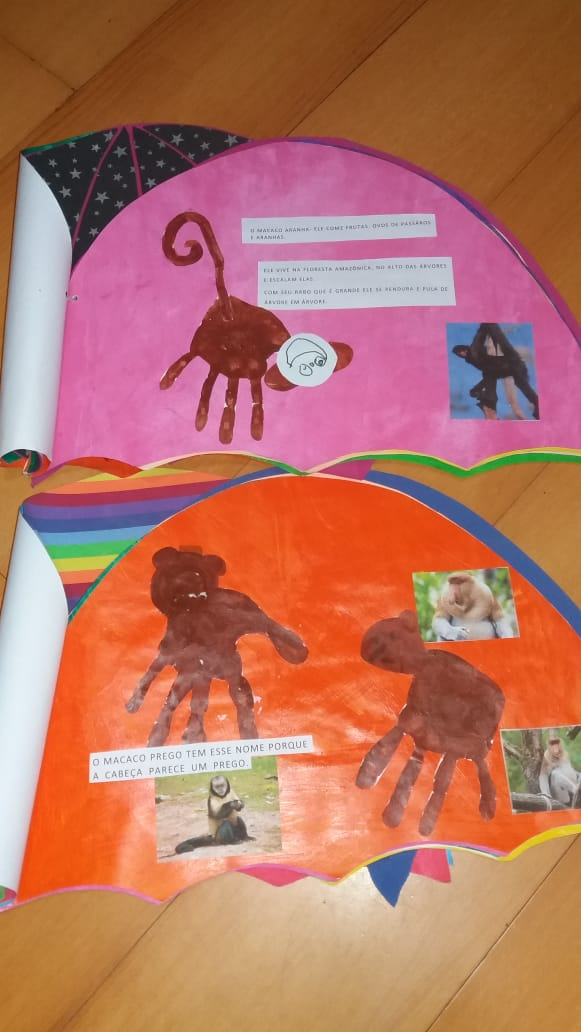 O MACACO ARANHA- ELE COME FRUTAS, OVOS DE PASSÁROS
E ARANHAS.
ELE VIVE NA FLORESTA AMAZÔNICA, NO ALTO DAS ÁRVORES
E ESCALAM ELAS.
COM SEU RABO QUE É GRANDE ELE SE PENDURA E PULA DE
ÁRVORE EM ÁRVORE.
O MACACO PREGO TEM ESSE NOME PORQUE
A CABEÇA PARECE UM PREGO.